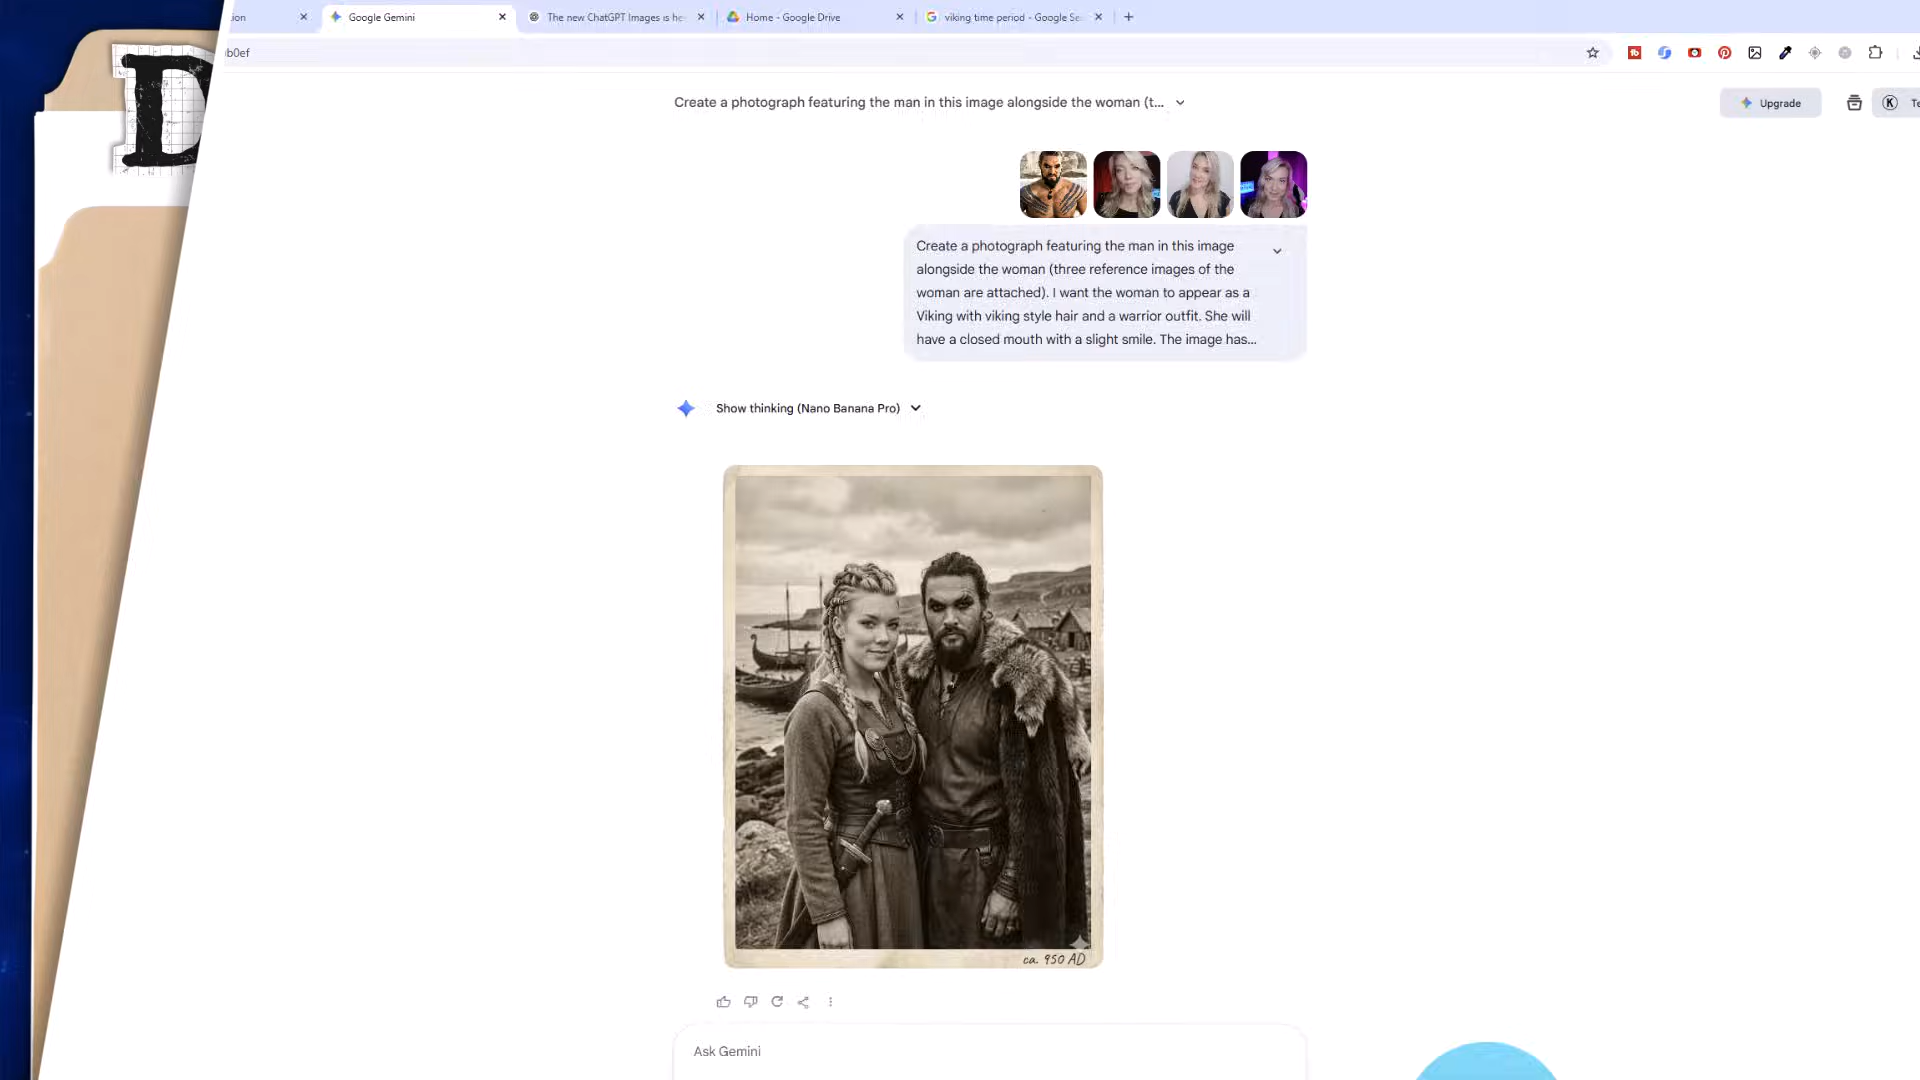 D
ion
Google Gemini
The new ChatGPT Images is he
Home - Google Drive
viking time period - Google Se
b0ef
Create a photograph featuring the man in this image alongside the woman (t...
Upgrade
K
Te
Create a photograph featuring the man in this image
alongside the woman (three reference images of the
woman are attached). I want the woman to appear as a
Viking with viking style hair and a warrior outfit. She will
have a closed mouth with a slight smile. The image has...
Show thinking (Nano Banana Pro)
ca. 950 AD
Ask Gemini